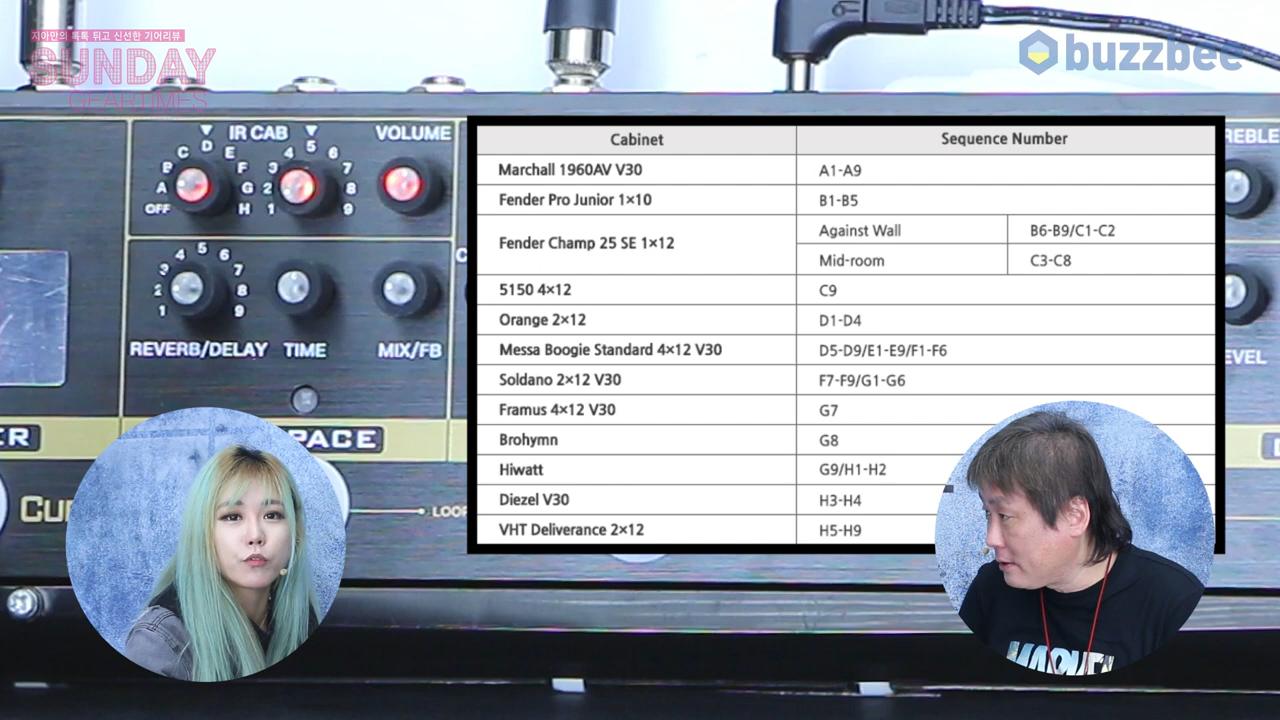 지아만의 톡톡 튀고 신선한 기어리뷰
SUNDAY
GEARTIMES
buzzbee
IR CAB
VOLUME
OFF A B C D E F G H
1 2 3 4 5 6 7 8 9
1 2 3 4 5 6 7 8 9
REVERB/DELAY TIME MIX/FB
PACE
LOOP
Cabinet Sequence Number
Marchall 1960AV V30 A1-A9
Fender Pro Junior 1×10 B1-B5
Fender Champ 25 SE 1×12 Against Wall B6-B9/C1-C2
Mid-room C3-C8
5150 4×12 C9
Orange 2×12 D1-D4
Messa Boogie Standard 4×12 V30 D5-D9/E1-E9/F1-F6
Soldano 2×12 V30 F7-F9/G1-G6
Framus 4×12 V30 G7
Brohymn G8
Hiwatt G9/H1-H2
Diezel V30 H3-H4
VHT Deliverance 2×12 H5-H9